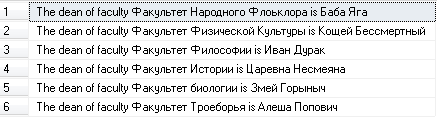 1 The dean of faculty Факультет Народного Флоьклора is Баба Яга
2 The dean of faculty Факультет Физической Культуры is Кощей Бессмертный
3 The dean of faculty Факультет Философии is Иван Дурак
4 The dean of faculty Факультет Истории is Царевна Несмеяна
5 The dean of faculty Факультет биологии is Змей Горыныч
6 The dean of faculty Факультет Троеборья is Алеша Попович